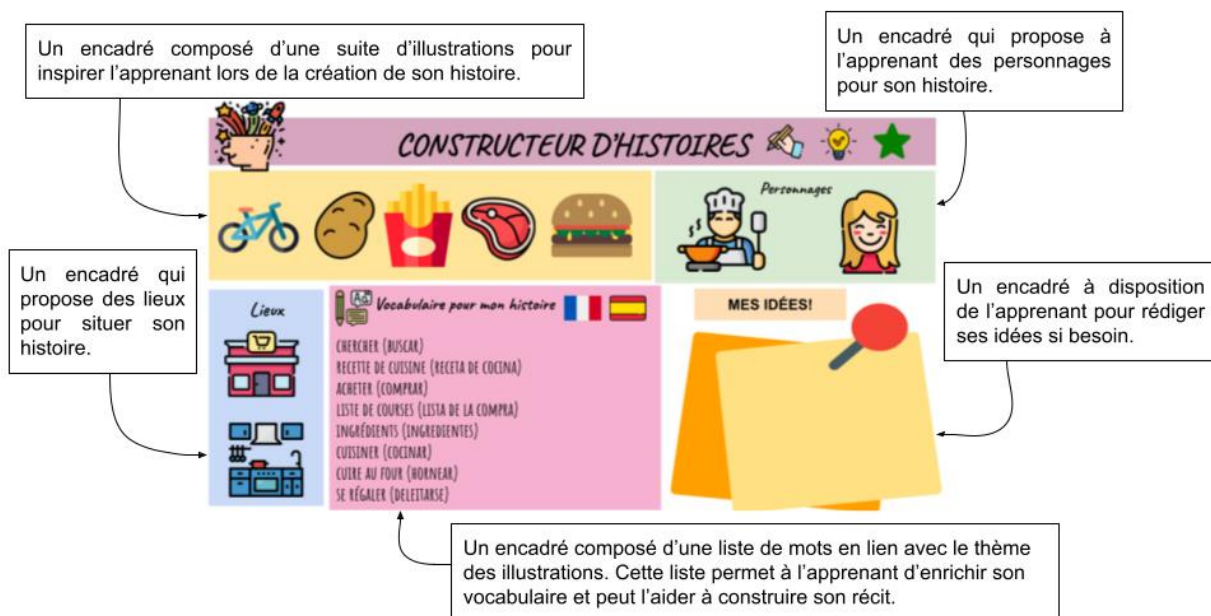 Un encadré composé d'une suite d'illustrations pour
inspirer l'apprenant lors de la création de son histoire.
Un encadré qui propose à
l'apprenant des personnages
pour son histoire.
CONSTRUCTEUR D'HISTOIRES
Personnages
Un encadré qui
propose des lieux
pour situer son
histoire.
Lieux
Aa
Vocabulaire pour mon histoire
CHERCHER (BUSCAR)
RECETTE DE CUISINE (RECETA DE COCINA)
ACHETER (COMPRAR)
LISTE DE COURSES (LISTA DE LA COMPRA)
INGRÉDIENTS (INGREDIENTES)
CUISINER (COCINAR)
CUIRE AU FOUR (HORNEAR)
SE RÉGALER (DELEITARSE)
MES IDÉES!
Un encadré à disposition
de l'apprenant pour rédiger
ses idées si besoin.
Un encadré composé d'une liste de mots en lien avec le thème
des illustrations. Cette liste permet à l'apprenant d'enrichir son
vocabulaire et peut l'aider à construire son récit.